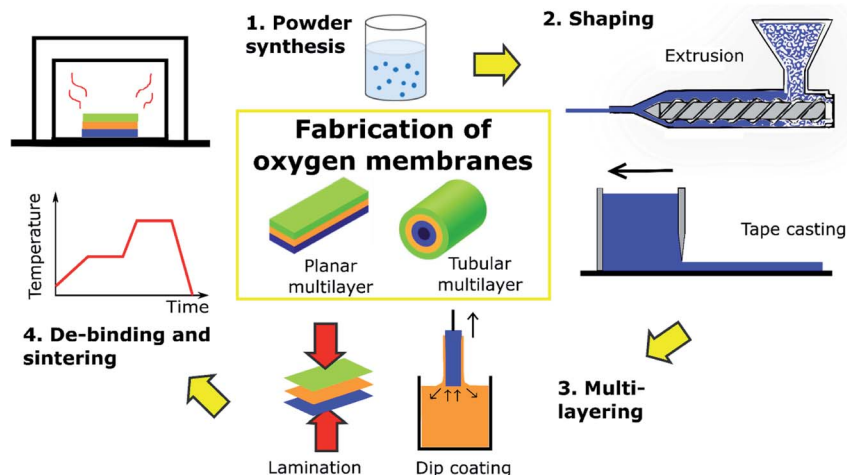 1. Powder
synthesis
2. Shaping
Extrusion
Fabrication of
oxygen membranes
Planar
multilayer
Tubular
multilayer
Tape casting
Temperature
Time
4. De-binding and
sintering
3. Multi-
layering
Lamination
Dip coating